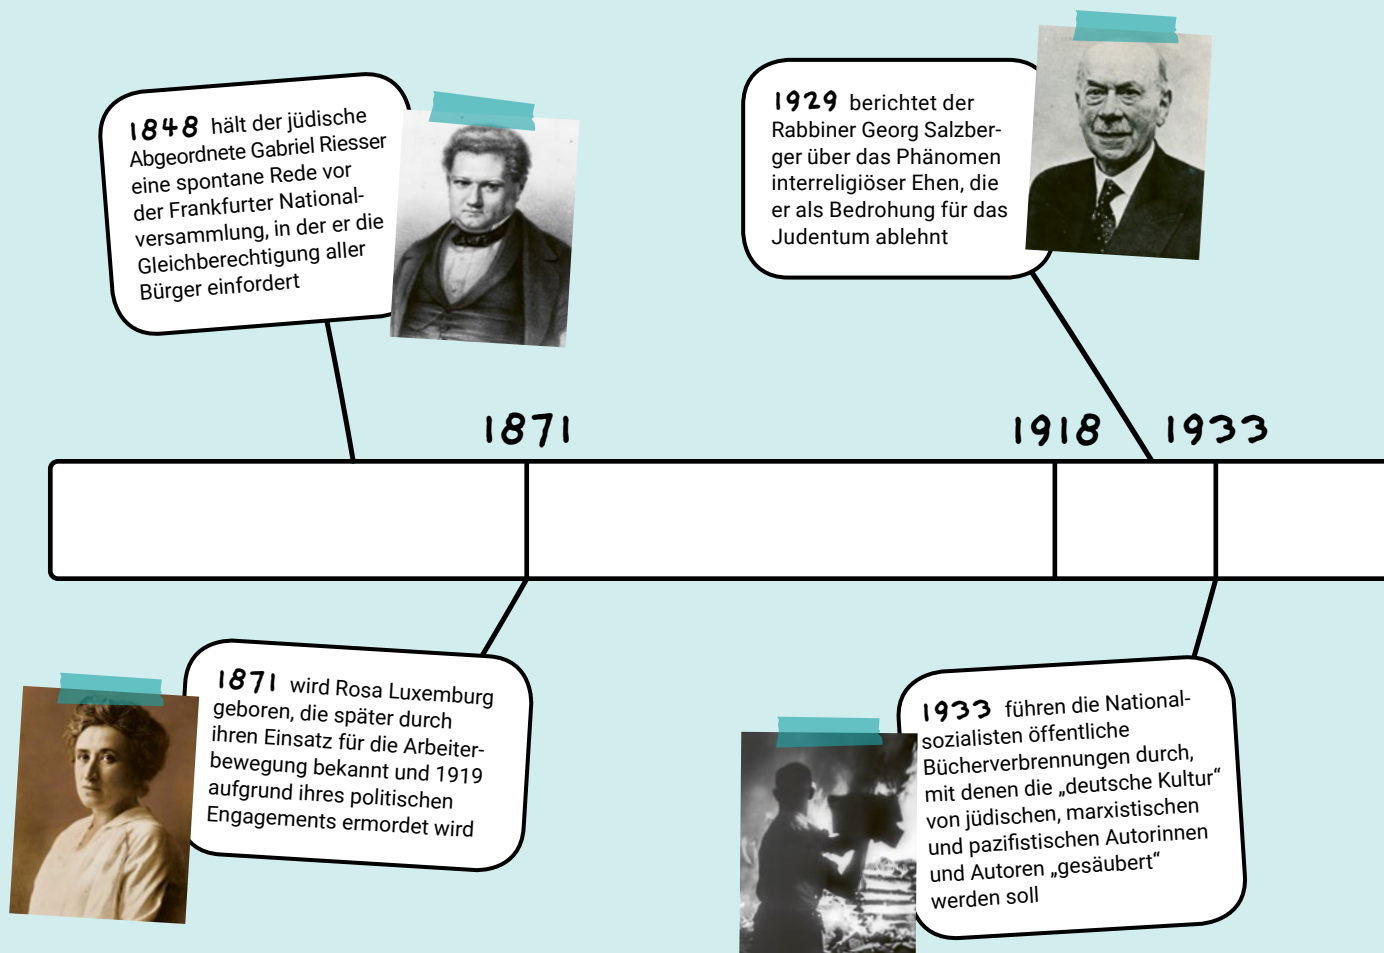 1848 hält der jüdische
Abgeordnete Gabriel Riesser
eine spontane Rede vor
der Frankfurter National-
versammlung, in der er die
Gleichberechtigung aller
Bürger einfordert
1929 berichtet der
Rabbiner Georg Salzber-
ger über das Phänomen
interreligiöser Ehen, die
er als Bedrohung für das
Judentum ablehnt
1871
1918
1933
1871 wird Rosa Luxemburg
geboren, die später durch
ihren Einsatz für die Arbeiter-
bewegung bekannt und 1919
aufgrund ihres politischen
Engagements ermordet wird
1933 führen die National-
sozialisten öffentliche
Bücherverbrennungen durch,
mit denen die „deutsche Kultur“
von jüdischen, marxistischen
und pazifistischen Autorinnen
und Autoren „gesäubert“
werden soll